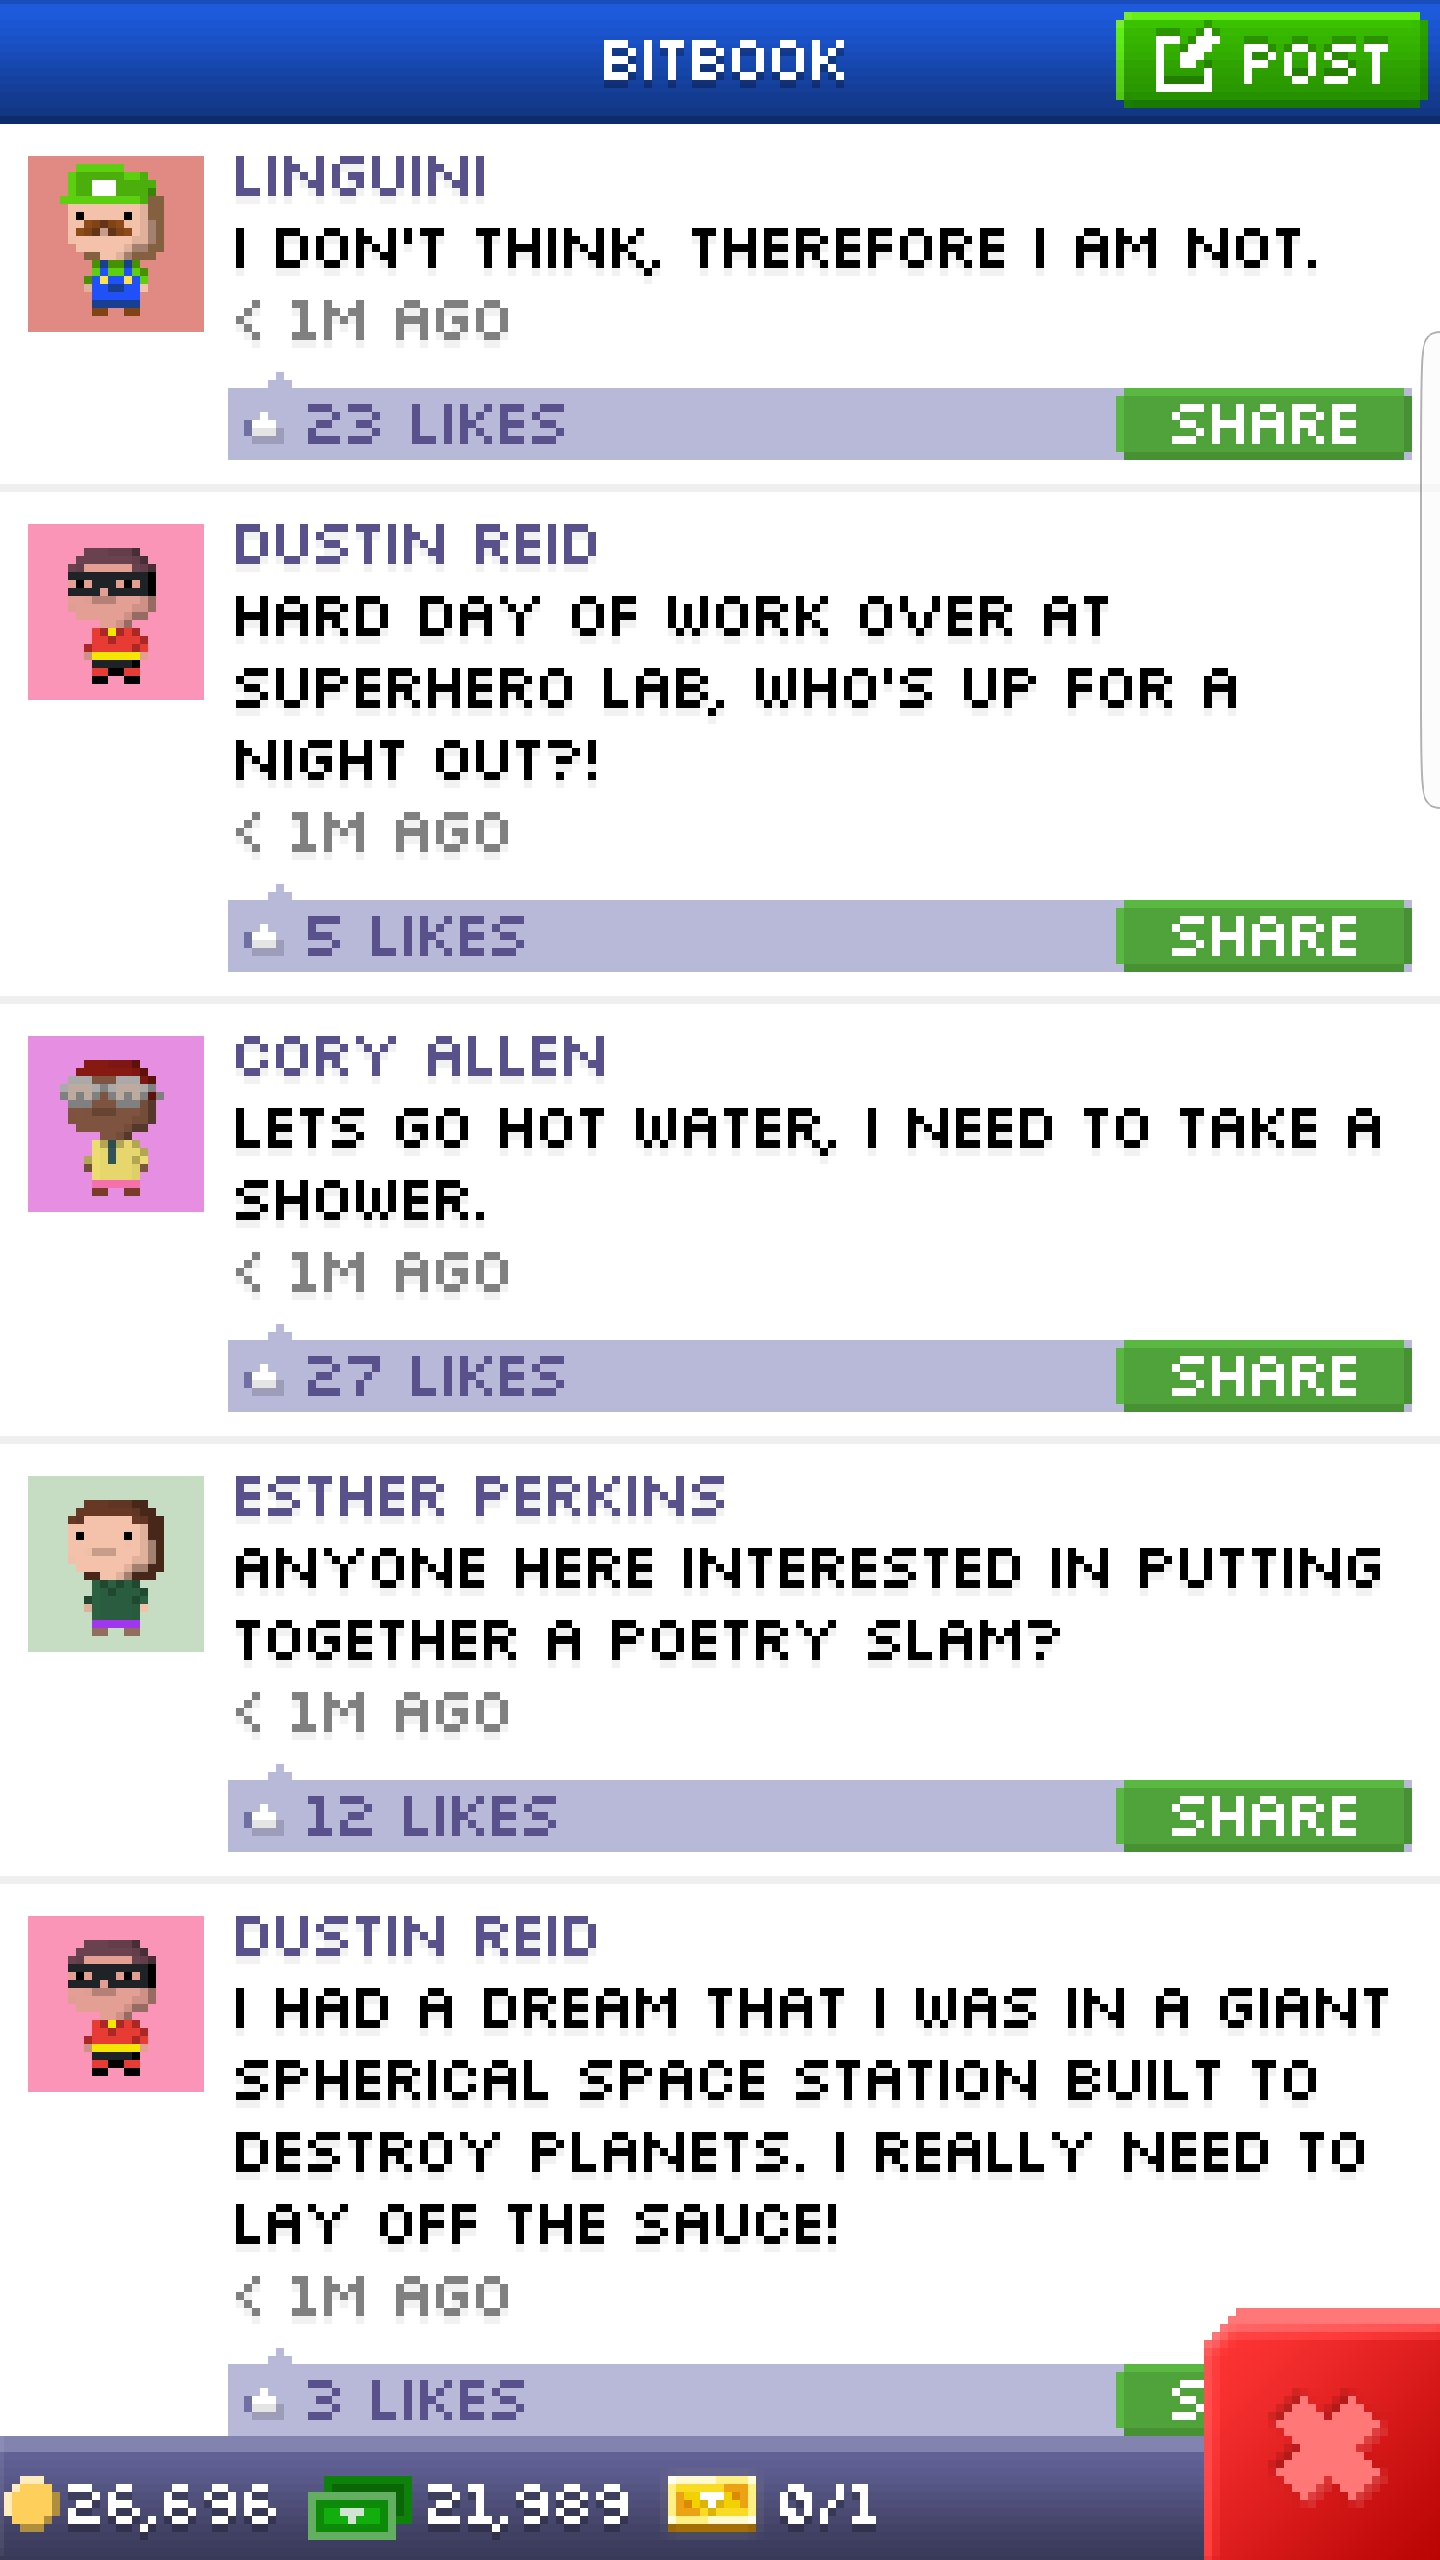 BITBOOK
POST
LINGUINI
I DON'T THINK, THEREFORE I AM NOT.
< 1M AGO
23 LIKES
SHARE
DUSTIN REID
HARD DAY OF WORK OVER AT
SUPERHERO LAB, WHO'S UP FOR A
NIGHT OUT?!
< 1M AGO
5 LIKES
SHARE
CORY ALLEN
LETS GO HOT WATER, I NEED TO TAKE A
SHOWER.
< 1M AGO
27 LIKES
SHARE
ESTHER PERKINS
ANYONE HERE INTERESTED IN PUTTING
TOGETHER A POETRY SLAM?
< 1M AGO
12 LIKES
SHARE
DUSTIN REID
I HAD A DREAM THAT I WAS IN A GIANT
SPHERICAL SPACE STATION BUILT TO
DESTROY PLANETS. I REALLY NEED TO
LAY OFF THE SAUCE!
< 1M AGO
3 LIKES
S
26,696 21,989 0/1